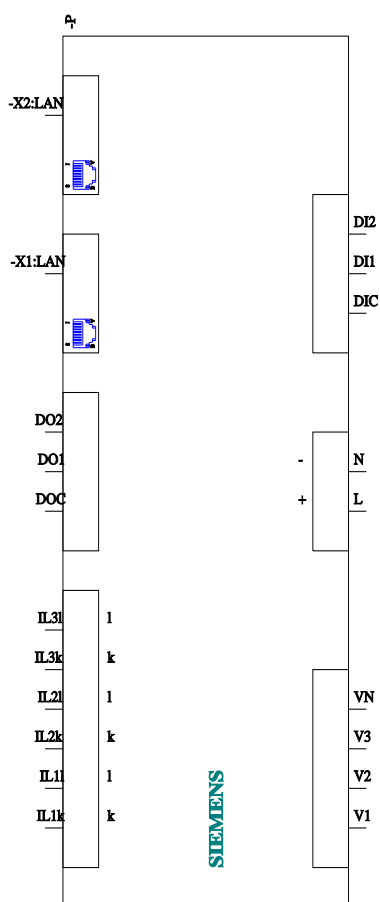 -P
-X2:LAN
DI2
-X1:LAN
DI1
DIC
DO2
DO1
-
N
DOC
+
L
IL3l
l
IL3k
k
IL2l
l
VN
IL2k
k
V3
IL1l
l
V2
IL1k
k
V1
SIEMENS